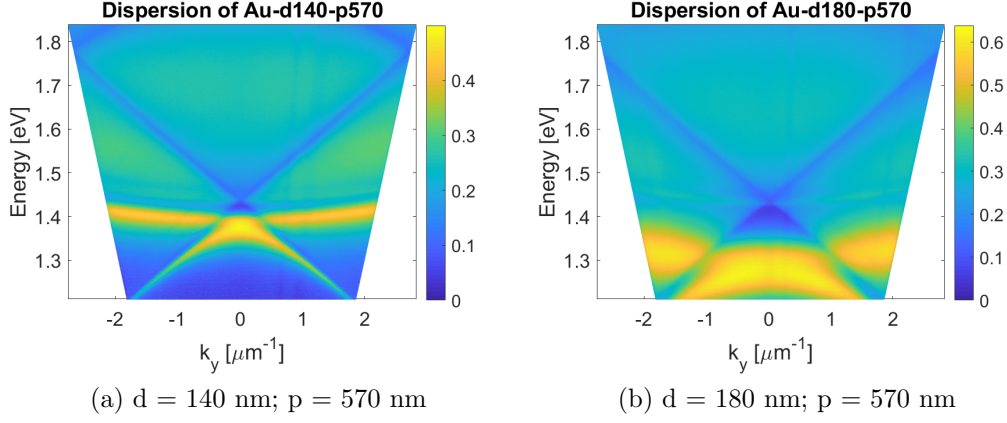 Dispersion of Au-d140-p570
1.8
1.7
1.6
1.5
1.4
1.3
Energy [eV]
-2 -1 0 1 2
k_y [μm^-1]
0.4
0.3
0.2
0.1
0
(a) d = 140 nm; p = 570 nm
Dispersion of Au-d180-p570
1.8
1.7
1.6
1.5
1.4
1.3
Energy [eV]
-2 -1 0 1 2
k_y [μm^-1]
0.6
0.5
0.4
0.3
0.2
0.1
0
(b) d = 180 nm; p = 570 nm